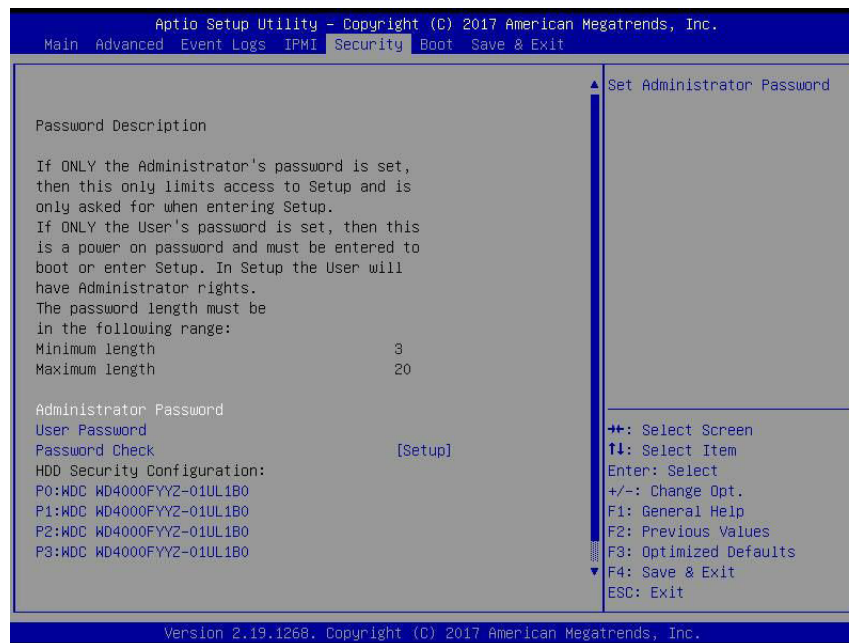 Aptio Setup Utility – Copyright (C) 2017 American Megatrends, Inc.
Main Advanced Event Logs IPMI Security Boot Save & Exit
Password Description
If ONLY the Administrator's password is set,
then this only limits access to Setup and is
only asked for when entering Setup.
If ONLY the User's password is set, then this
is a power on password and must be entered to
boot or enter Setup. In Setup the User will
have Administrator rights.
The password length must be
in the following range:
Minimum length 3
Maximum length 20
Administrator Password
User Password
Password Check [Setup]
HDD Security Configuration:
P0:WDC WD4000FYYZ-01UL1B0
P1:WDC WD4000FYYZ-01UL1B0
P2:WDC WD4000FYYZ-01UL1B0
P3:WDC WD4000FYYZ-01UL1B0
Set Administrator Password
→←: Select Screen
↑↓: Select Item
Enter: Select
+/-: Change Opt.
F1: General Help
F2: Previous Values
F3: Optimized Defaults
F4: Save & Exit
ESC: Exit
Version 2.19.1268. Copyright (C) 2017 American Megatrends, Inc.